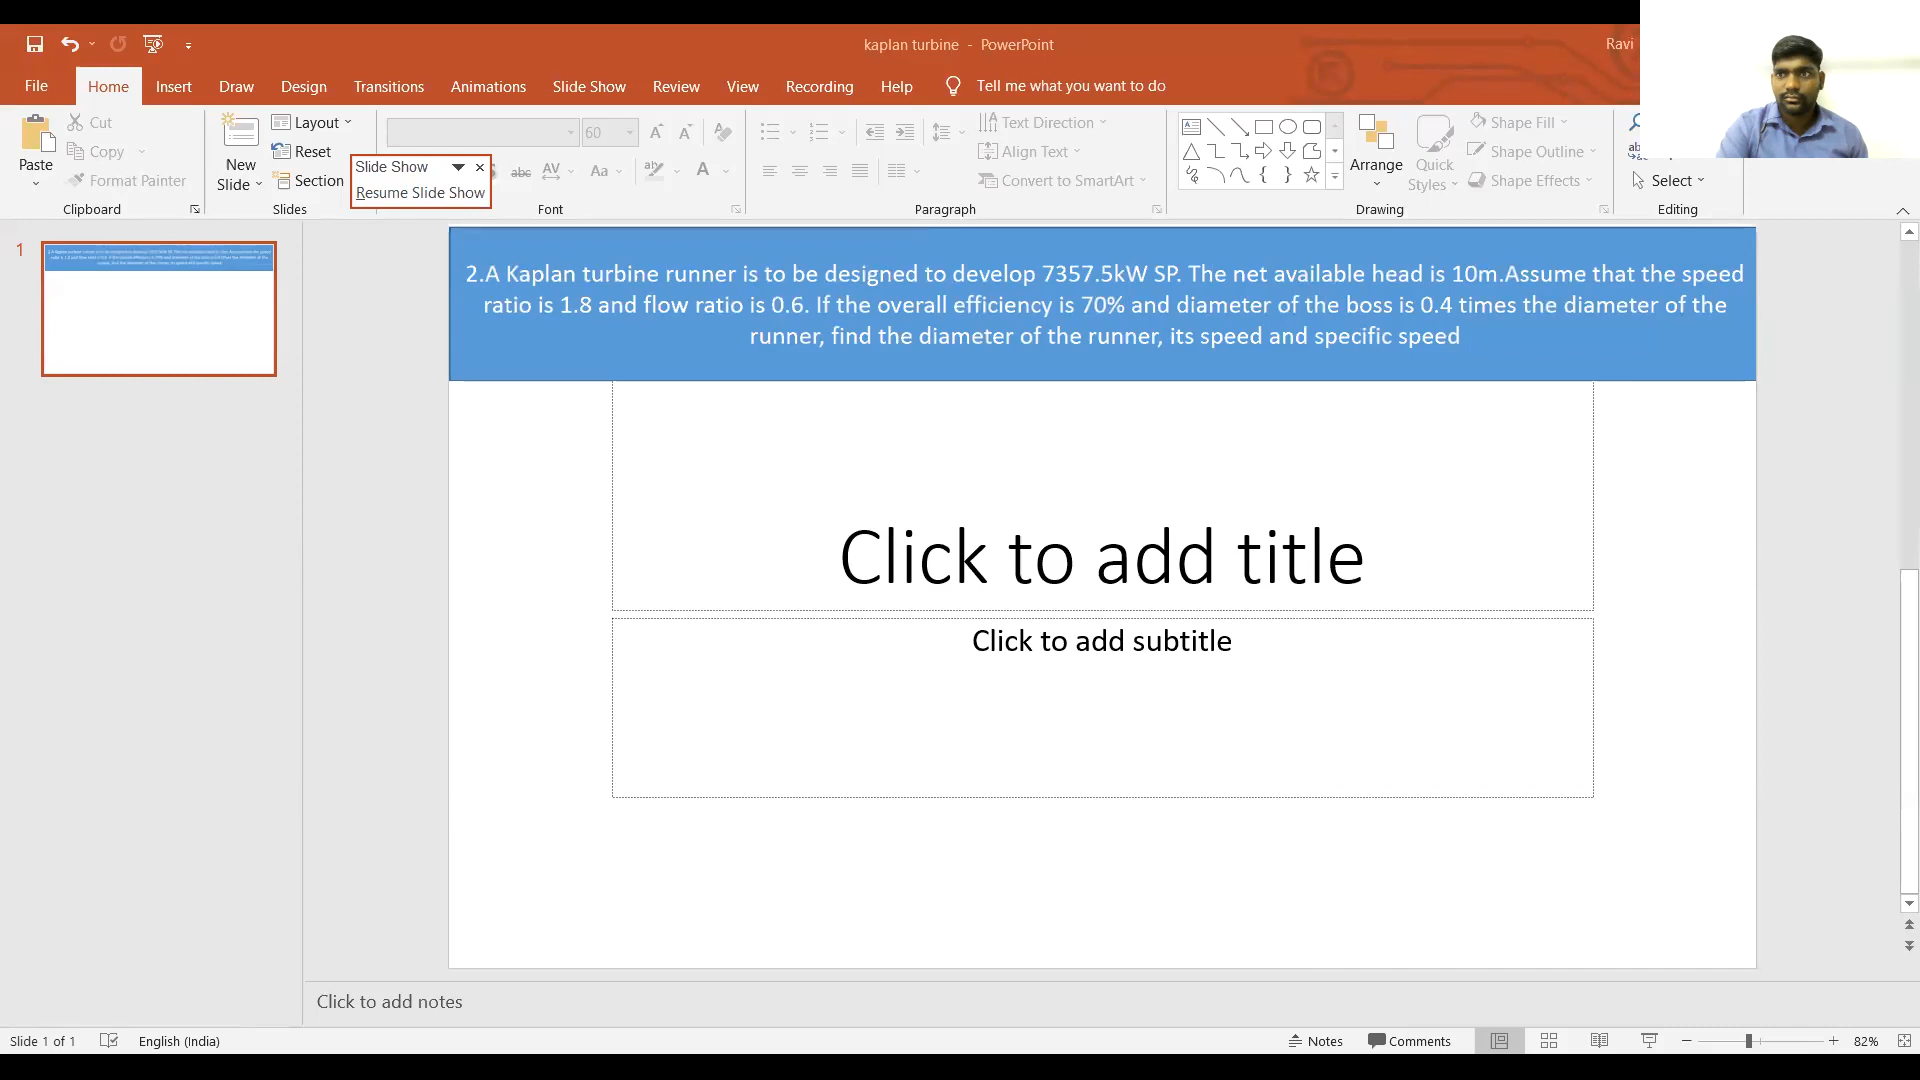 kaplan turbine - PowerPoint
Ravi
File Home Insert Draw Design Transitions Animations Slide Show Review View Recording Help Tell me what you want to do
Paste
Cut
Copy
Format Painter
Clipboard
New
Slide
Layout
Reset
Section
Slides
Slide Show
Resume Slide Show
60
abc
AV
Aa
A
Font
Text Direction
Align Text
Convert to SmartArt
Paragraph
Arrange
Quick
Styles
Shape Fill
Shape Outline
Shape Effects
Drawing
Select
Editing
1
2.A Kaplan turbine runner is to be designed to develop 7357.5kW SP. The net available head is 10m.Assume that the speed
ratio is 1.8 and flow ratio is 0.6. If the overall efficiency is 70% and diameter of the boss is 0.4 times the diameter of the
runner, find the diameter of the runner, its speed and specific speed
Click to add title
Click to add subtitle
Click to add notes
Slide 1 of 1 English (India) Notes Comments 82%